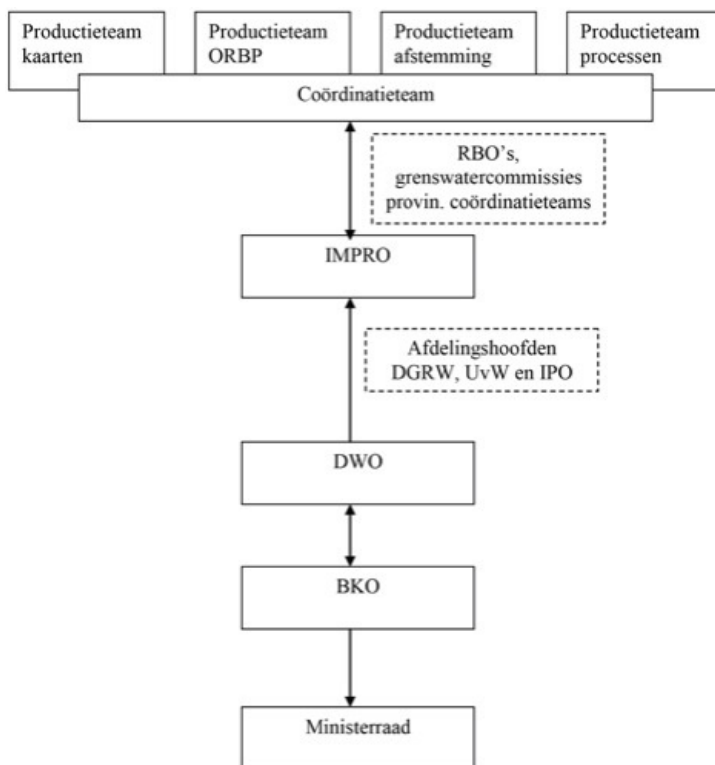 Productieteam
kaarten
Productieteam
ORBP
Productieteam
afstemming
Productieteam
processen
Coördinatieteam
RBO's,
grenswatercommissies
provin. coördinatieteams
IMPRO
Afdelingshoofden
DGRW, UvW en IPO
DWO
BKO
Ministerraad